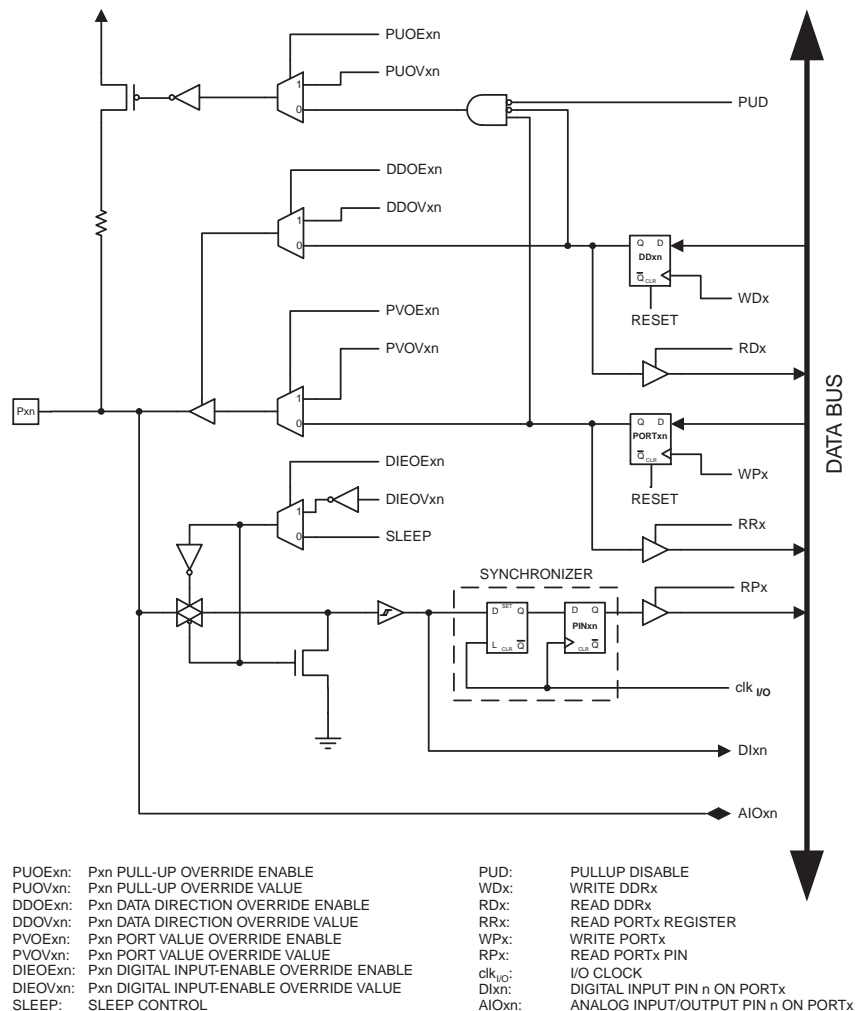 PUOExn
PUOVxn
1
0
PUD
DDOExn
DDOVxn
1
0
Q D
DDxn
Q CLR
WDx
RESET
RDx
PVOExn
PVOVxn
1
0
Pxn
Q D
PORTxn
Q CLR
WPx
RESET
DATA BUS
DIEOExn
DIEOVxn
1
0
SLEEP
RRx
SYNCHRONIZER
RPx
D SET Q
L CLR Q
D Q
PINxn
CLR Q
clk I/O
DIxn
AIOxn
PUOExn: Pxn PULL-UP OVERRIDE ENABLE
PUOVxn: Pxn PULL-UP OVERRIDE VALUE
DDOExn: Pxn DATA DIRECTION OVERRIDE ENABLE
DDOVxn: Pxn DATA DIRECTION OVERRIDE VALUE
PVOExn: Pxn PORT VALUE OVERRIDE ENABLE
PVOVxn: Pxn PORT VALUE OVERRIDE VALUE
DIEOExn: Pxn DIGITAL INPUT-ENABLE OVERRIDE ENABLE
DIEOVxn: Pxn DIGITAL INPUT-ENABLE OVERRIDE VALUE
SLEEP: SLEEP CONTROL
PUD: PULLUP DISABLE
WDx: WRITE DDRx
RDx: READ DDRx
RRx: READ PORTx REGISTER
WPx: WRITE PORTx
RPx: READ PORTx PIN
clkI/O: I/O CLOCK
DIxn: DIGITAL INPUT PIN n ON PORTx
AIOxn: ANALOG INPUT/OUTPUT PIN n ON PORTx